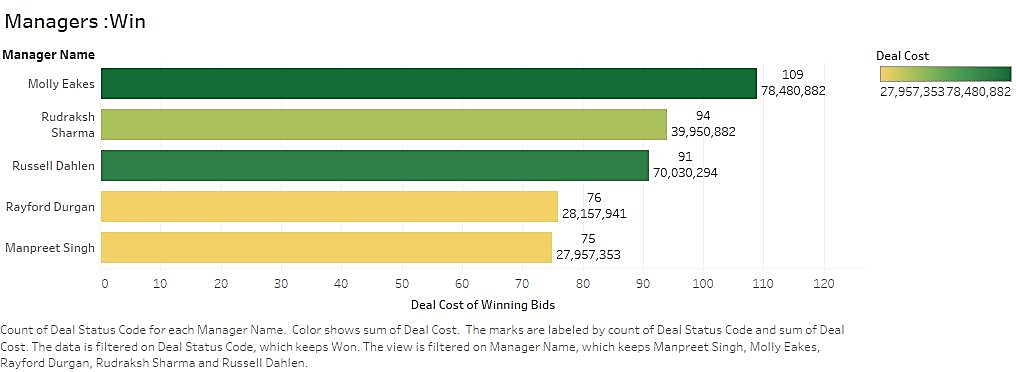 Managers :Win
Manager Name
Deal Cost
27,957,353 78,480,882
Molly Eakes
109
78,480,882
Rudraksh
Sharma
94
39,950,882
Russell Dahlen
91
70,030,294
Rayford Durgan
76
28,157,941
Manpreet Singh
75
27,957,353
0 10 20 30 40 50 60 70 80 90 100 110 120
Deal Cost of Winning Bids
Count of Deal Status Code for each Manager Name.  Color shows sum of Deal Cost.  The marks are labeled by count of Deal Status Code and sum of Deal
Cost. The data is filtered on Deal Status Code, which keeps Won. The view is filtered on Manager Name, which keeps Manpreet Singh, Molly Eakes,
Rayford Durgan, Rudraksh Sharma and Russell Dahlen.